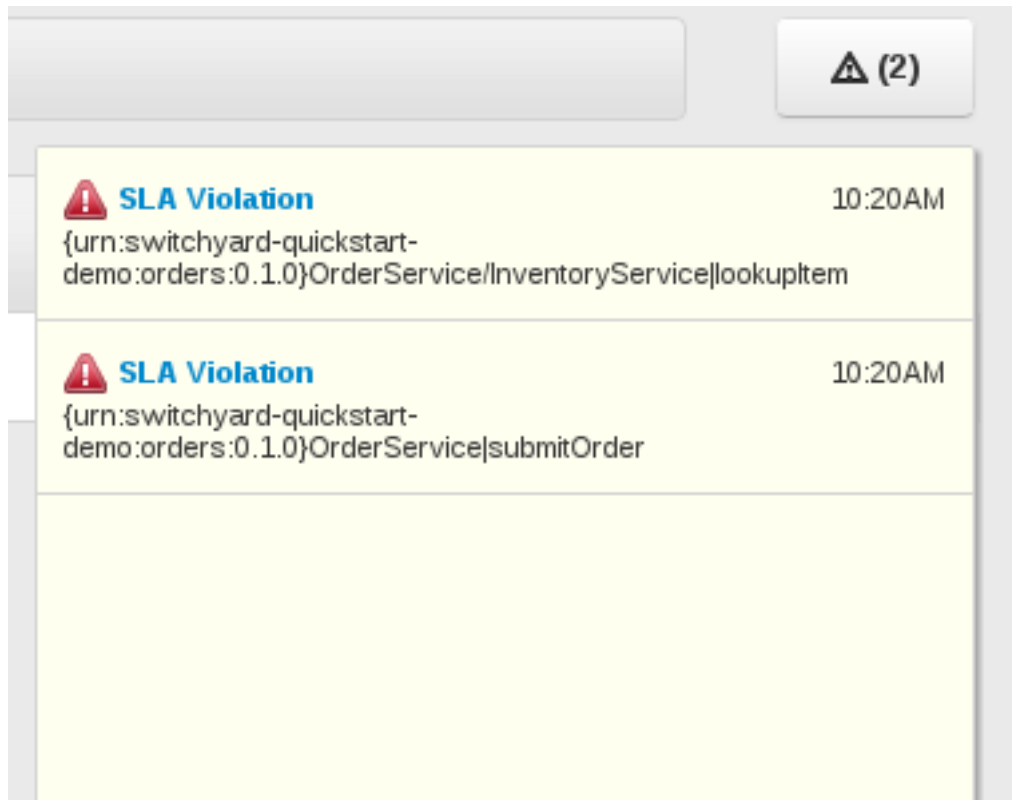 (2)
SLA Violation 10:20AM
{urn:switchyard-quickstart-
demo:orders:0.1.0}OrderService/InventoryService|lookupItem
SLA Violation 10:20AM
{urn:switchyard-quickstart-
demo:orders:0.1.0}OrderService|submitOrder